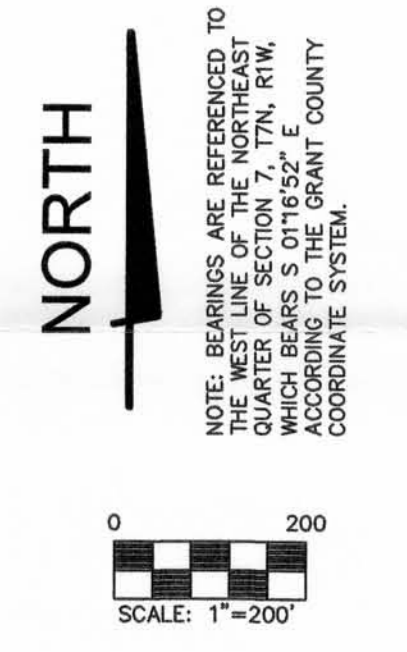 NORTH
NOTE: BEARINGS ARE REFERENCED TO
THE WEST LINE OF THE NORTHEAST
QUARTER OF SECTION 7, T7N, R1W,
WHICH BEARS S 01°16'52" E
ACCORDING TO THE GRANT COUNTY
COORDINATE SYSTEM.
0 200
SCALE: 1"=200'